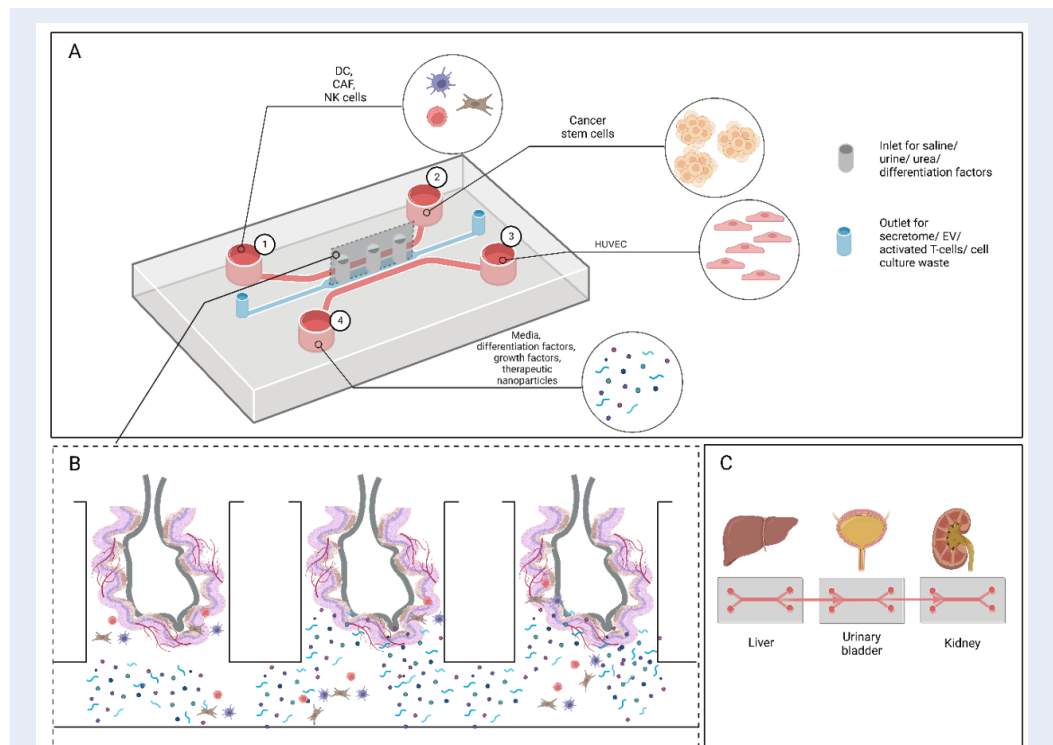 A
DC,
CAF,
NK cells
Cancer
stem cells
Inlet for saline/
urine/ urea/
differentiation factors
2
1
3
HUVEC
Outlet for
secretome/ EV/
activated T-cells/ cell
culture waste
4
Media,
differentiation factors,
growth factors,
therapeutic
nanoparticles
B
C
Liver
Urinary
bladder
Kidney